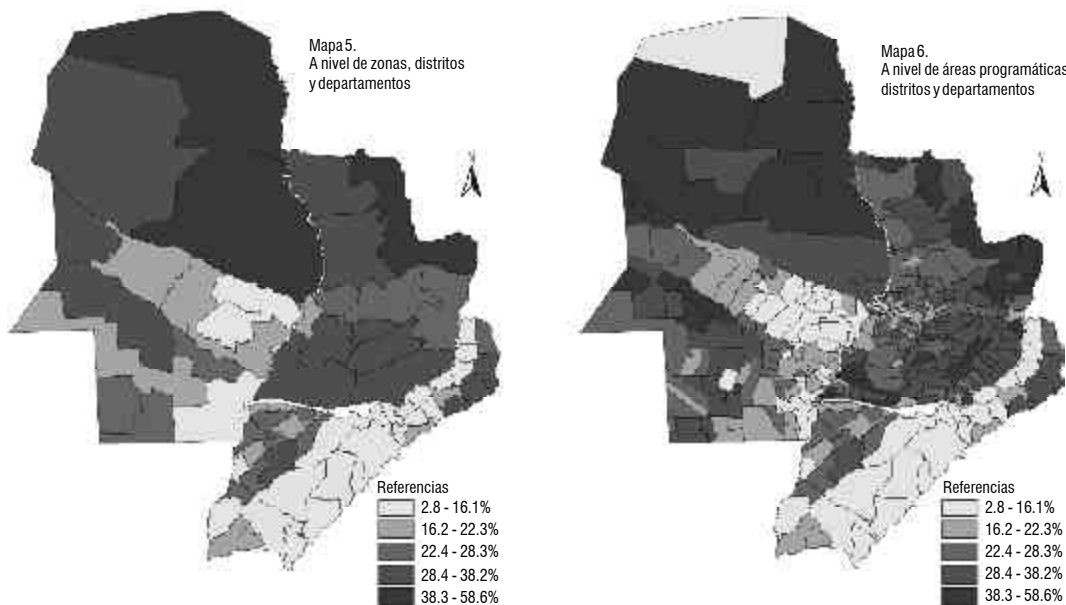 Mapa 5.
A nivel de zonas, distritos
y departamentos
Mapa 6.
A nivel de áreas programáticas
distritos y departamentos
Referencias
2.8 - 16.1%
16.2 - 22.3%
22.4 - 28.3%
28.4 - 38.2%
38.3 - 58.6%
Referencias
2.8 - 16.1%
16.2 - 22.3%
22.4 - 28.3%
28.4 - 38.2%
38.3 - 58.6%